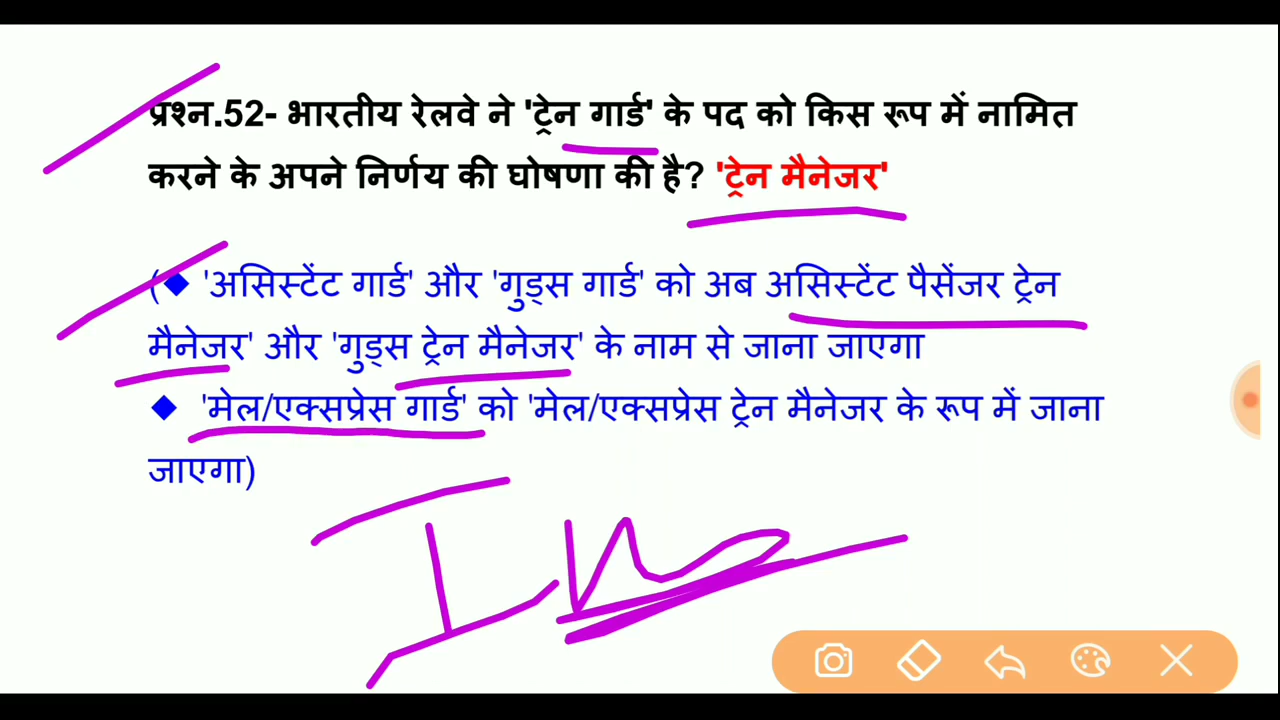 प्रश्न.52- भारतीय रेलवे ने 'ट्रेन गार्ड' के पद को किस रूप में नामित
करने के अपने निर्णय की घोषणा की है? 'ट्रेन मैनेजर'
(◆ 'असिस्टेंट गार्ड' और 'गुड्स गार्ड' को अब असिस्टेंट पैसेंजर ट्रेन
मैनेजर' और 'गुड्स ट्रेन मैनेजर' के नाम से जाना जाएगा
◆ 'मेल/एक्सप्रेस गार्ड' को 'मेल/एक्सप्रेस ट्रेन मैनेजर के रूप में जाना
जाएगा)